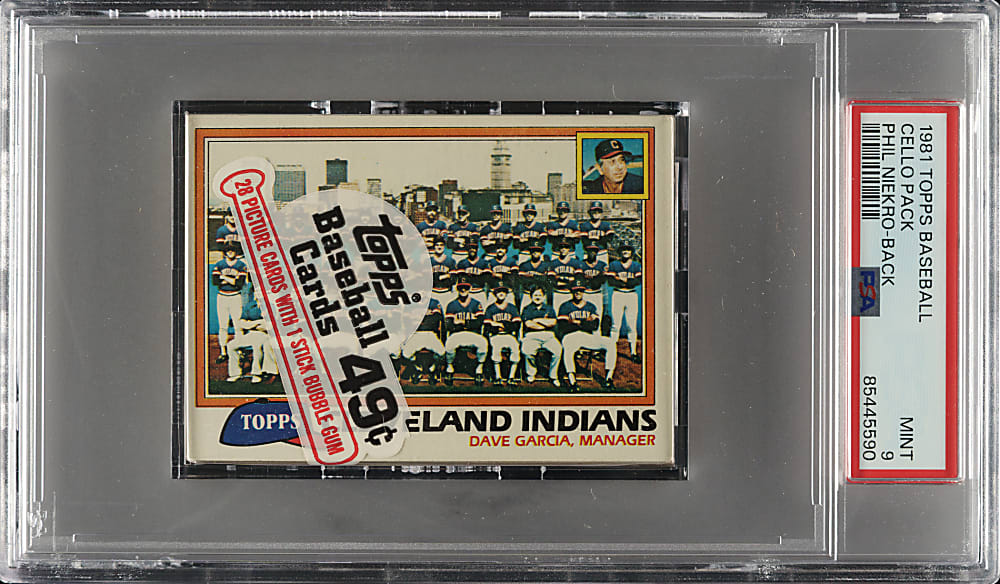 1981 TOPPS BASEBALL
CELLO PACK
PHIL NIEKRO-BACK
MINT
9
85445590
PSA
topps®
Baseball
Cards
49¢
28 PICTURE CARDS WITH 1 STICK BUBBLE GUM
TOPPS
ELAND INDIANS
DAVE GARCIA, MANAGER